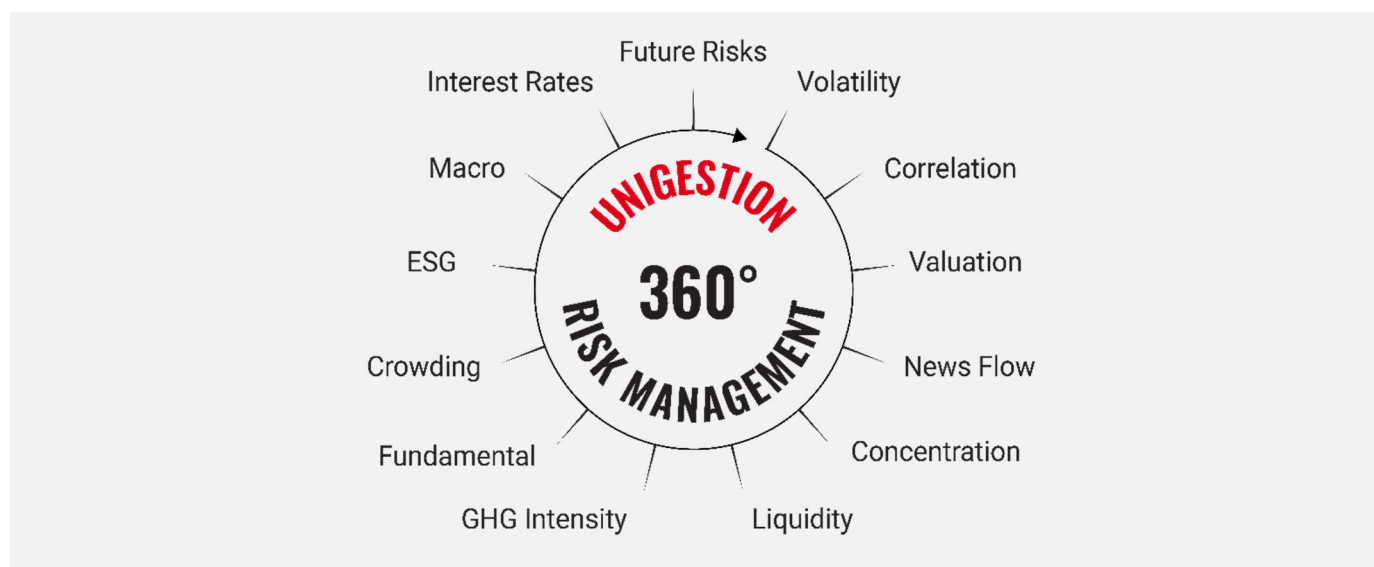 Future Risks
Volatility
Correlation
Valuation
News Flow
Concentration
Liquidity
GHG Intensity
Fundamental
Crowding
ESG
Macro
Interest Rates
UNIGESTION
360°
RISK MANAGEMENT